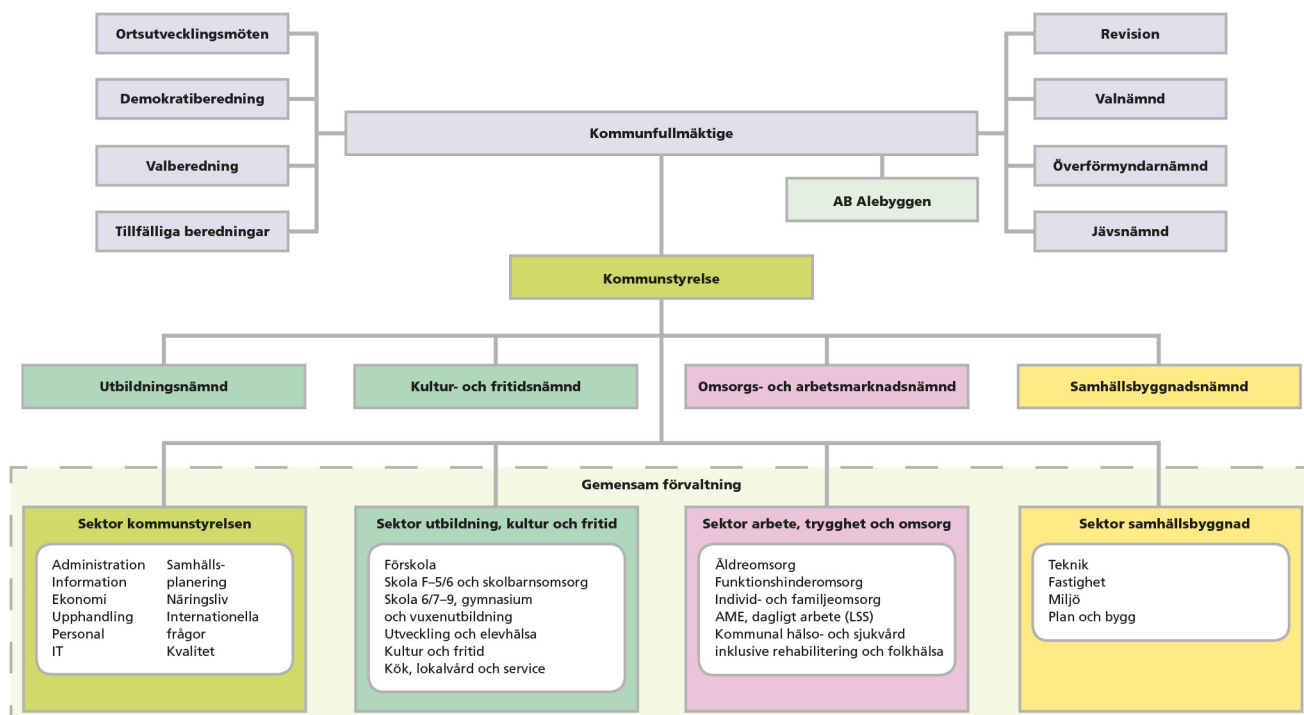 Ortsutvecklingsmöten
Demokratiberedning
Valberedning
Tillfälliga beredningar
Kommunfullmäktige
AB Alebyggen
Revision
Valnämnd
Överförmyndarnämnd
Jävsnämnd
Kommunstyrelse
Utbildningsnämnd
Kultur- och fritidsnämnd
Omsorgs- och arbetsmarknadsnämnd
Samhällsbyggnadsnämnd
Gemensam förvaltning
Sektor kommunstyrelsen
Administration
Information
Ekonomi
Upphandling
Personal
IT
Samhälls-
planering
Näringsliv
Internationella
frågor
Kvalitet
Sektor utbildning, kultur och fritid
Förskola
Skola F–5/6 och skolbarnsomsorg
Skola 6/7–9, gymnasium
och vuxenutbildning
Utveckling och elevhälsa
Kultur och fritid
Kök, lokalvård och service
Sektor arbete, trygghet och omsorg
Äldreomsorg
Funktionshinderomsorg
Individ- och familjeomsorg
AME, dagligt arbete (LSS)
Kommunal hälso- och sjukvård
inklusive rehabilitering och folkhälsa
Sektor samhällsbyggnad
Teknik
Fastighet
Miljö
Plan och bygg